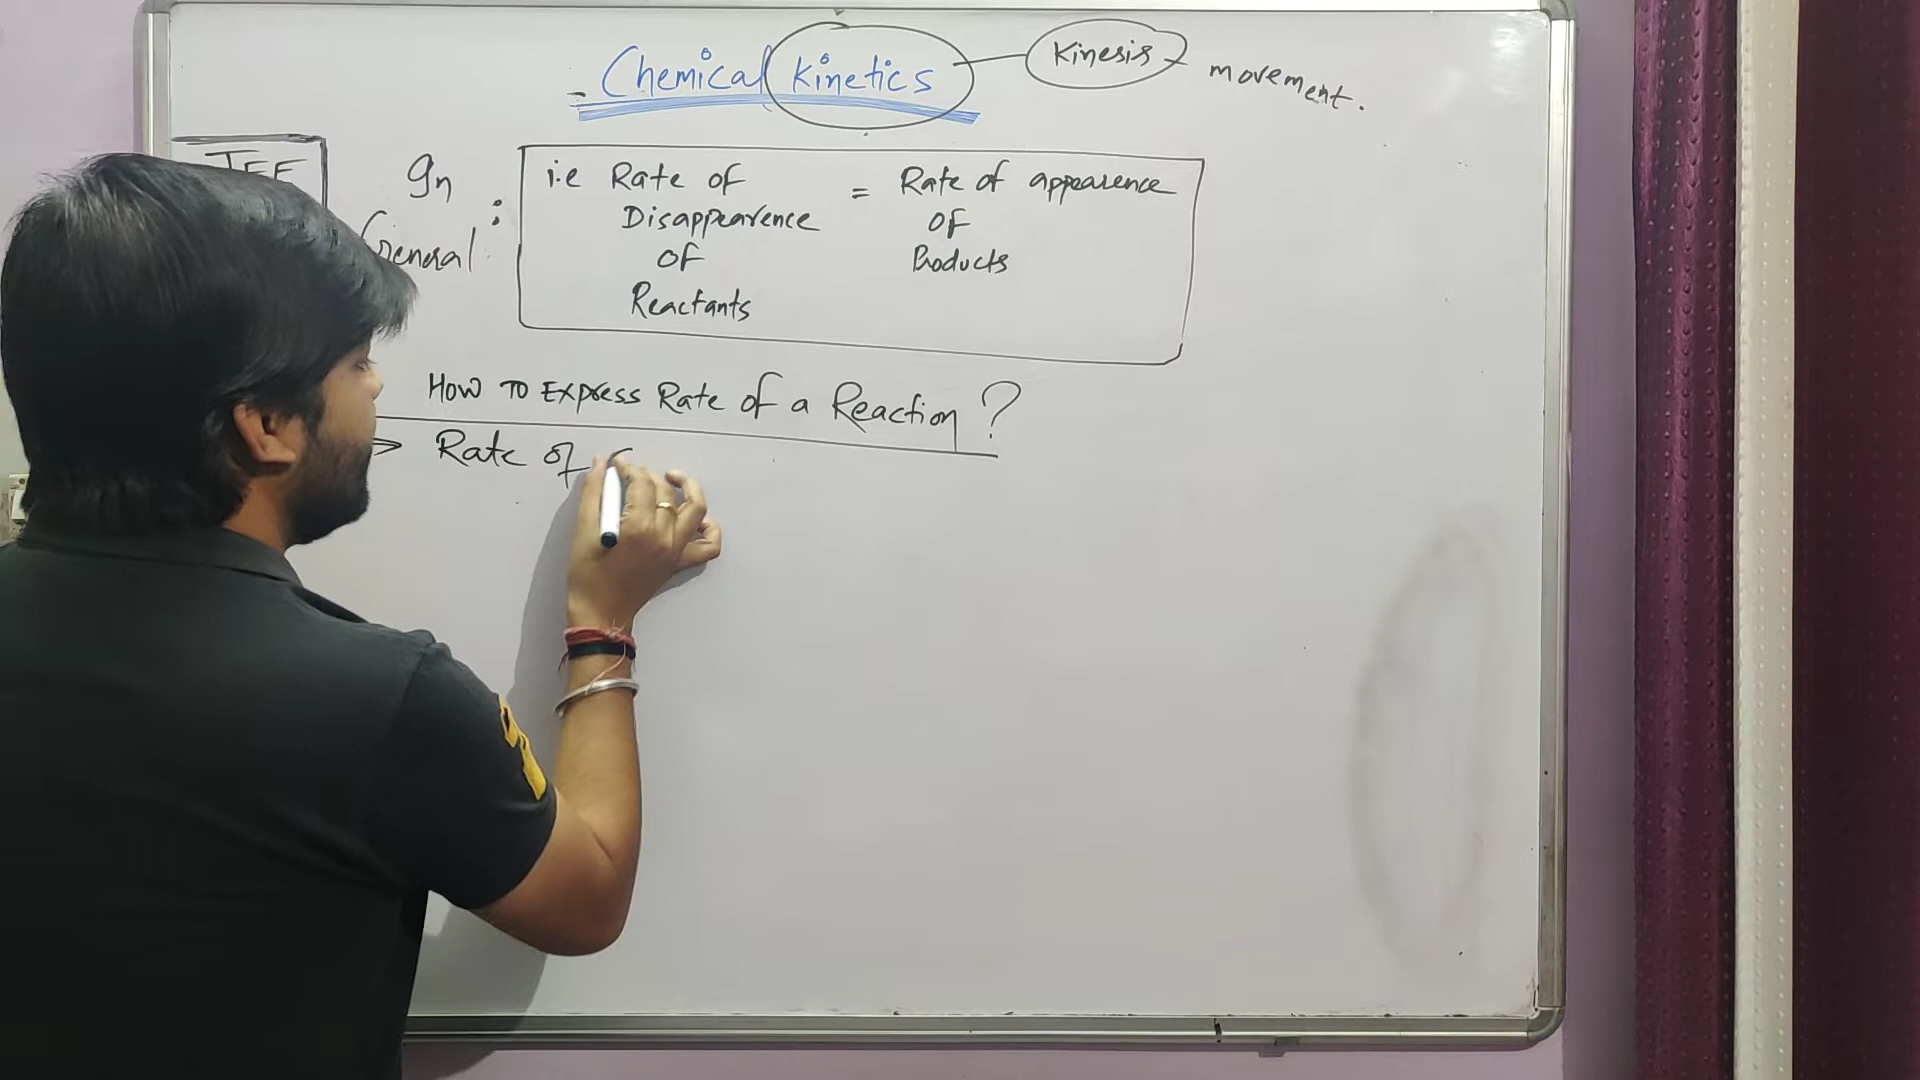 Chemical kinetics
Kinesis
movement.
JEE
In
General :
i.e Rate of
Disappearence
of
Reactants
=
Rate of appearence
of
Products
How To Express Rate of a Reaction ?
→ Rate of